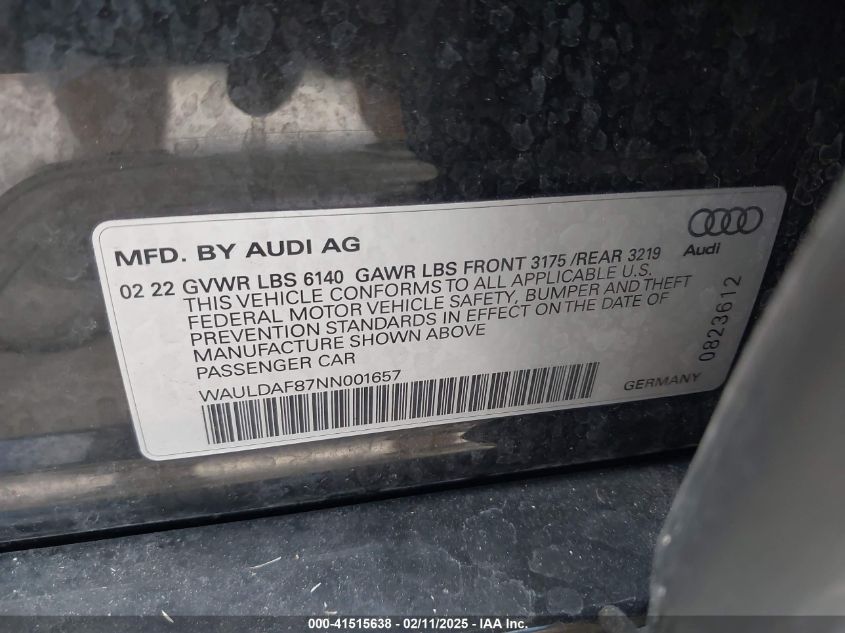 MFD. BY AUDI AG
Audi
02 22 GVWR LBS 6140 GAWR LBS FRONT 3175 /REAR 3219
THIS VEHICLE CONFORMS TO ALL APPLICABLE U.S.
FEDERAL MOTOR VEHICLE SAFETY, BUMPER AND THEFT
PREVENTION STANDARDS IN EFFECT ON THE DATE OF
MANUFACTURE SHOWN ABOVE
PASSENGER CAR
0823612
WAULDAF87NN001657
GERMANY
000-41515638 - 02/11/2025 - IAA Inc.